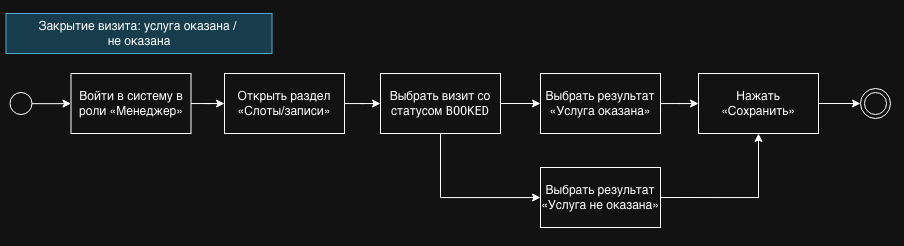 Закрытие визита: услуга оказана /
не оказана
Войти в систему в
роли «Менеджер»
Открыть раздел
«Слоты/записи»
Выбрать визит со
статусом BOOKED
Выбрать результат
«Услуга оказана»
Нажать
«Сохранить»
Выбрать результат
«Услуга не оказана»